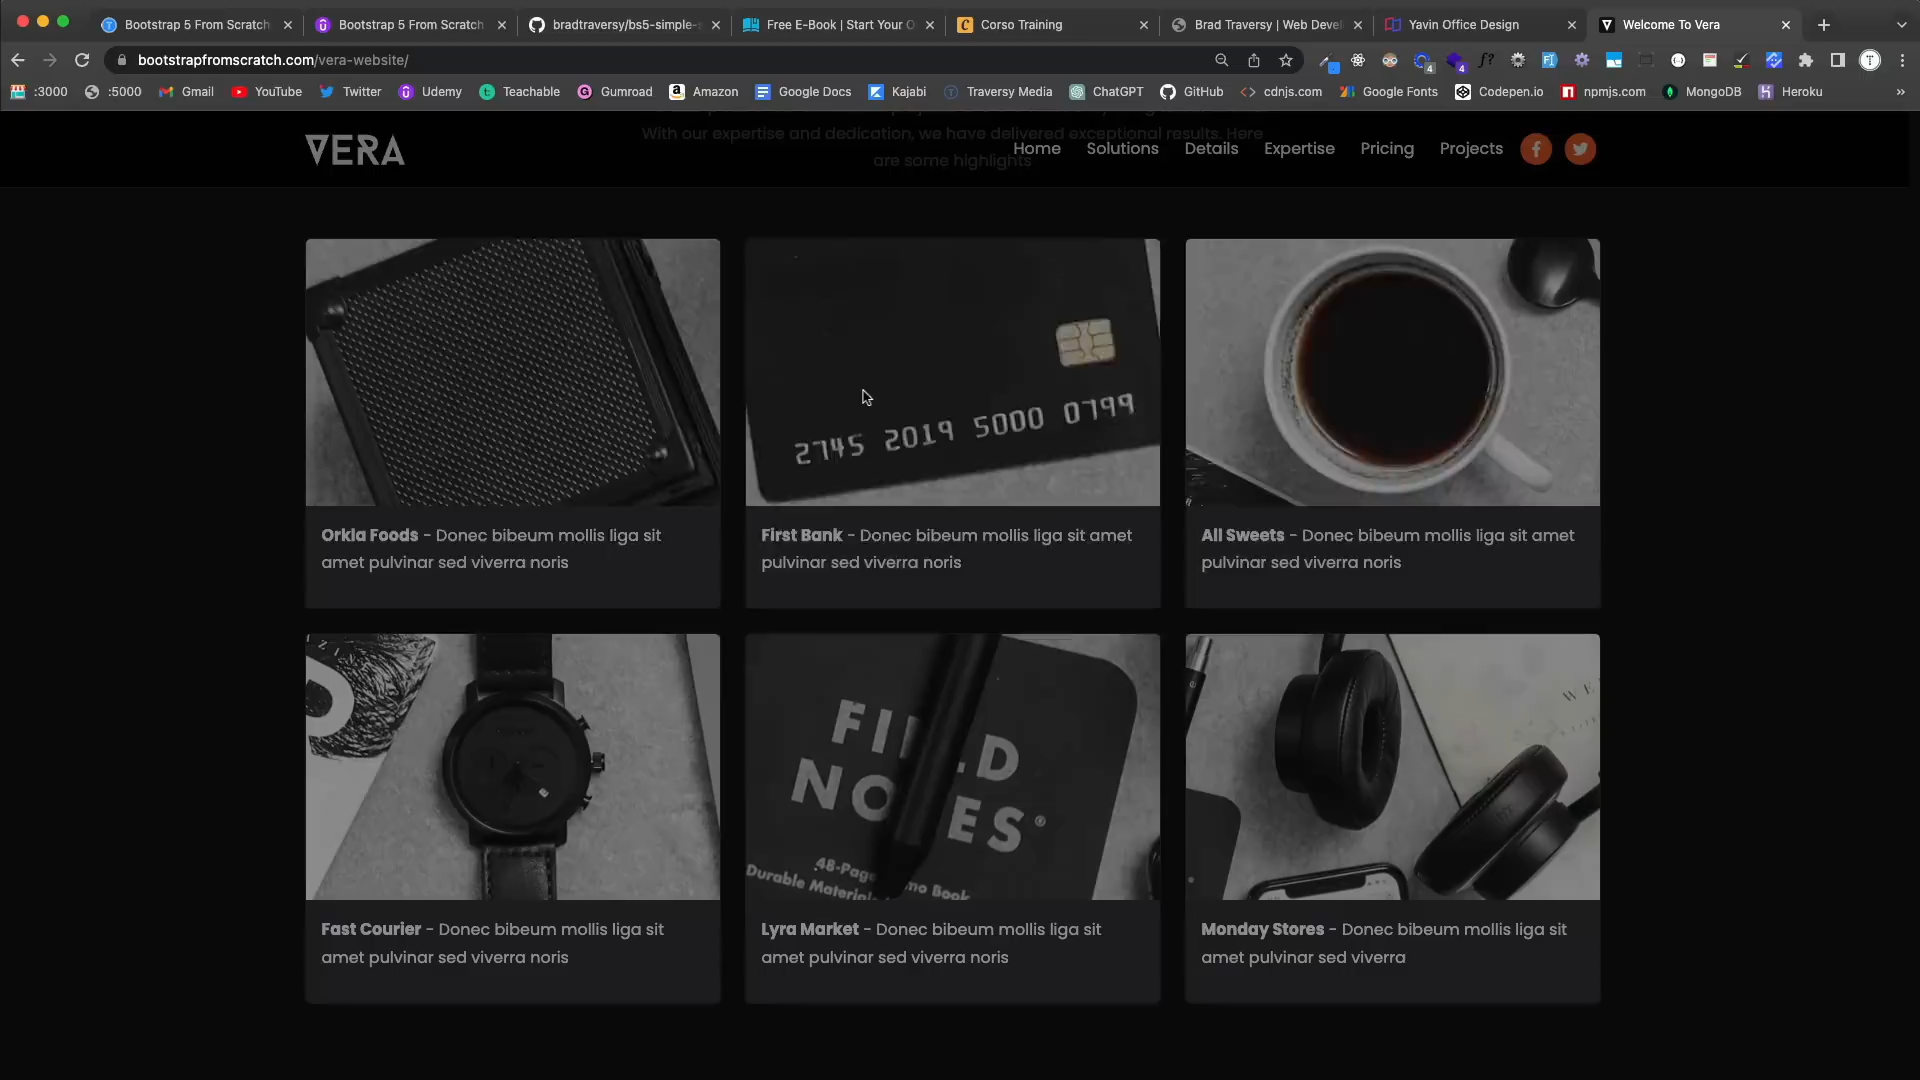 Bootstrap 5 From Scratch
Bootstrap 5 From Scratch
bradtraversy/bs5-simple-
Free E-Book | Start Your O
Corso Training
Brad Traversy | Web Devel
Yavin Office Design
Welcome To Vera
bootstrapfromscratch.com/vera-website/
:3000
:5000
Gmail
YouTube
Twitter
Udemy
Teachable
Gumroad
Amazon
Google Docs
Kajabi
Traversy Media
ChatGPT
GitHub
cdnjs.com
Google Fonts
Codepen.io
npmjs.com
MongoDB
Heroku
With our expertise and dedication, we have delivered exceptional results. Here
are some highlights
VERA
Home
Solutions
Details
Expertise
Pricing
Projects
2745 2019 5000 0799
Orkla Foods - Donec bibeum mollis liga sit
amet pulvinar sed viverra noris
First Bank - Donec bibeum mollis liga sit amet
pulvinar sed viverra noris
All Sweets - Donec bibeum mollis liga sit amet
pulvinar sed viverra noris
FI LD
NO ES
48-Page mo Book
Durable Material
Fast Courier - Donec bibeum mollis liga sit
amet pulvinar sed viverra noris
Lyra Market - Donec bibeum mollis liga sit
amet pulvinar sed viverra noris
Monday Stores - Donec bibeum mollis liga sit
amet pulvinar sed viverra